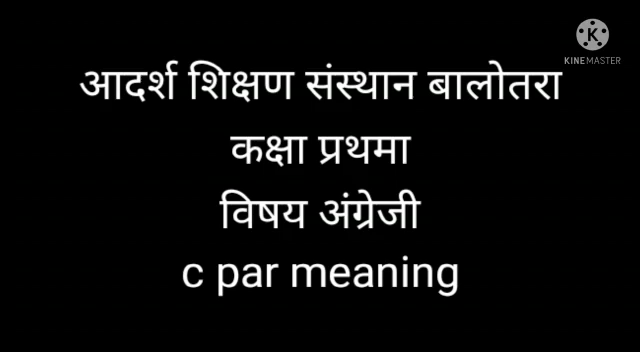 KINEMASTER
आदर्श शिक्षण संस्थान बालोतरा
कक्षा प्रथमा
विषय अंग्रेजी
c par meaning